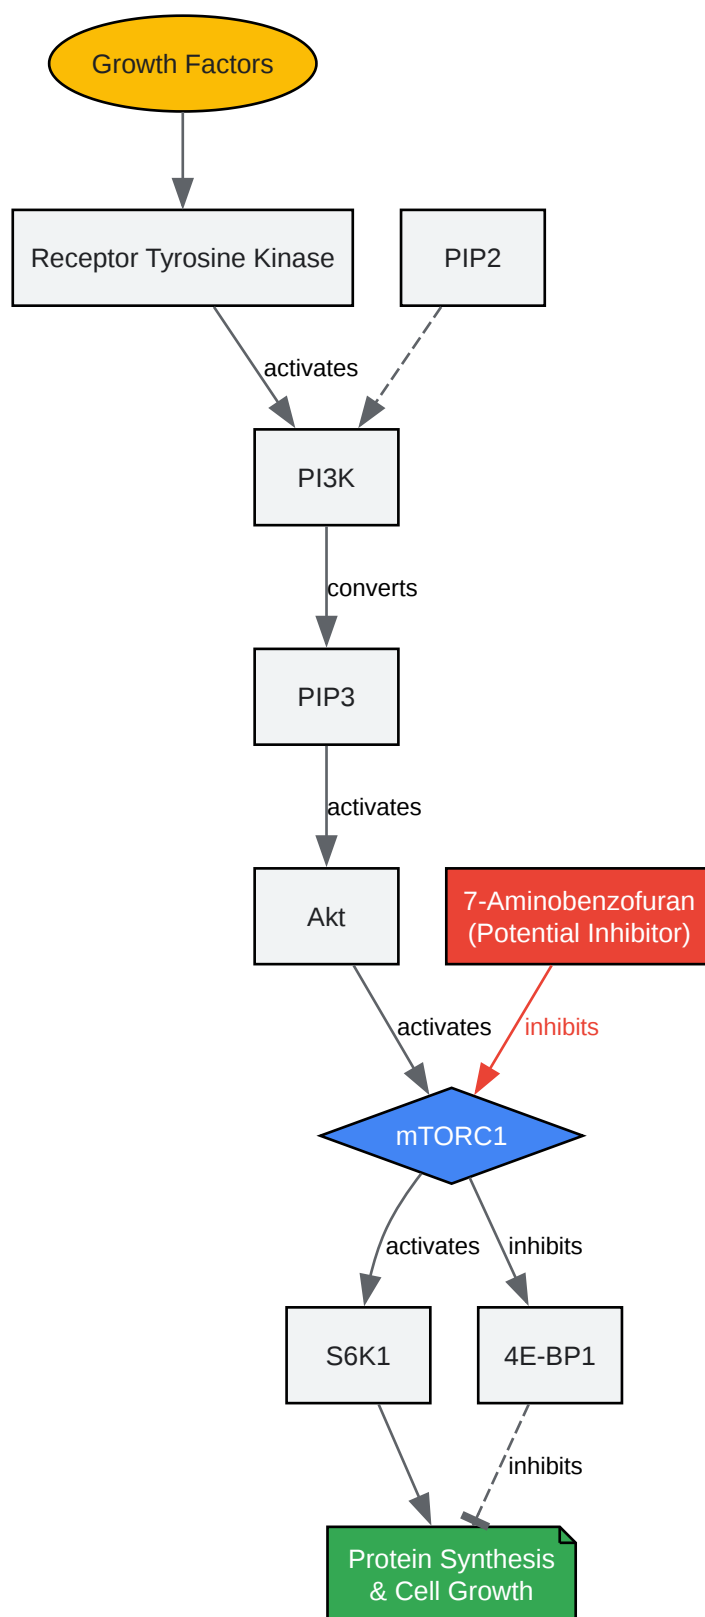 Growth Factors
Receptor Tyrosine Kinase
PIP2
activates
PI3K
converts
PIP3
activates
Akt
7-Aminobenzofuran
(Potential Inhibitor)
activates
inhibits
mTORC1
activates
inhibits
S6K1
4E-BP1
inhibits
Protein Synthesis
& Cell Growth